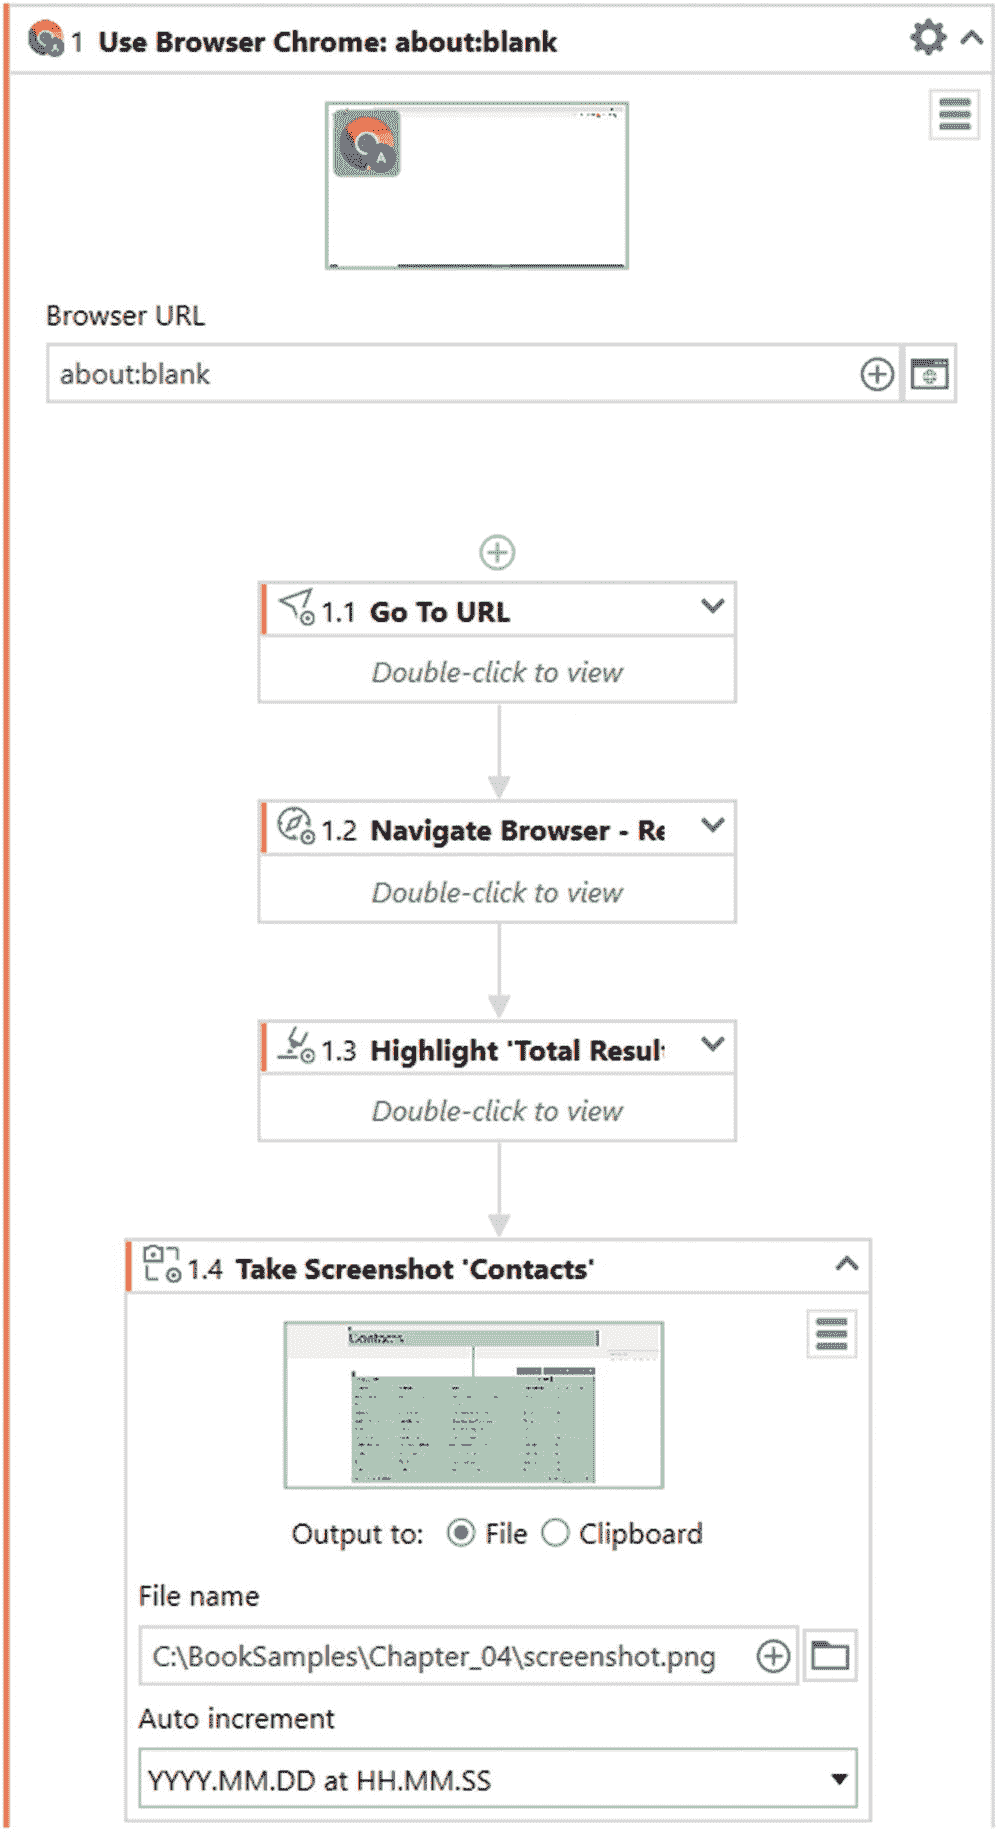 1 Use Browser Chrome: about:blank
A
Browser URL
about:blank
1.1 Go To URL
Double-click to view
1.2 Navigate Browser - Re
Double-click to view
1.3 Highlight 'Total Result
Double-click to view
1.4 Take Screenshot 'Contacts'
Contacts
Output to: File Clipboard
File name
C:\BookSamples\Chapter_04\screenshot.png
Auto increment
YYYY.MM.DD at HH.MM.SS